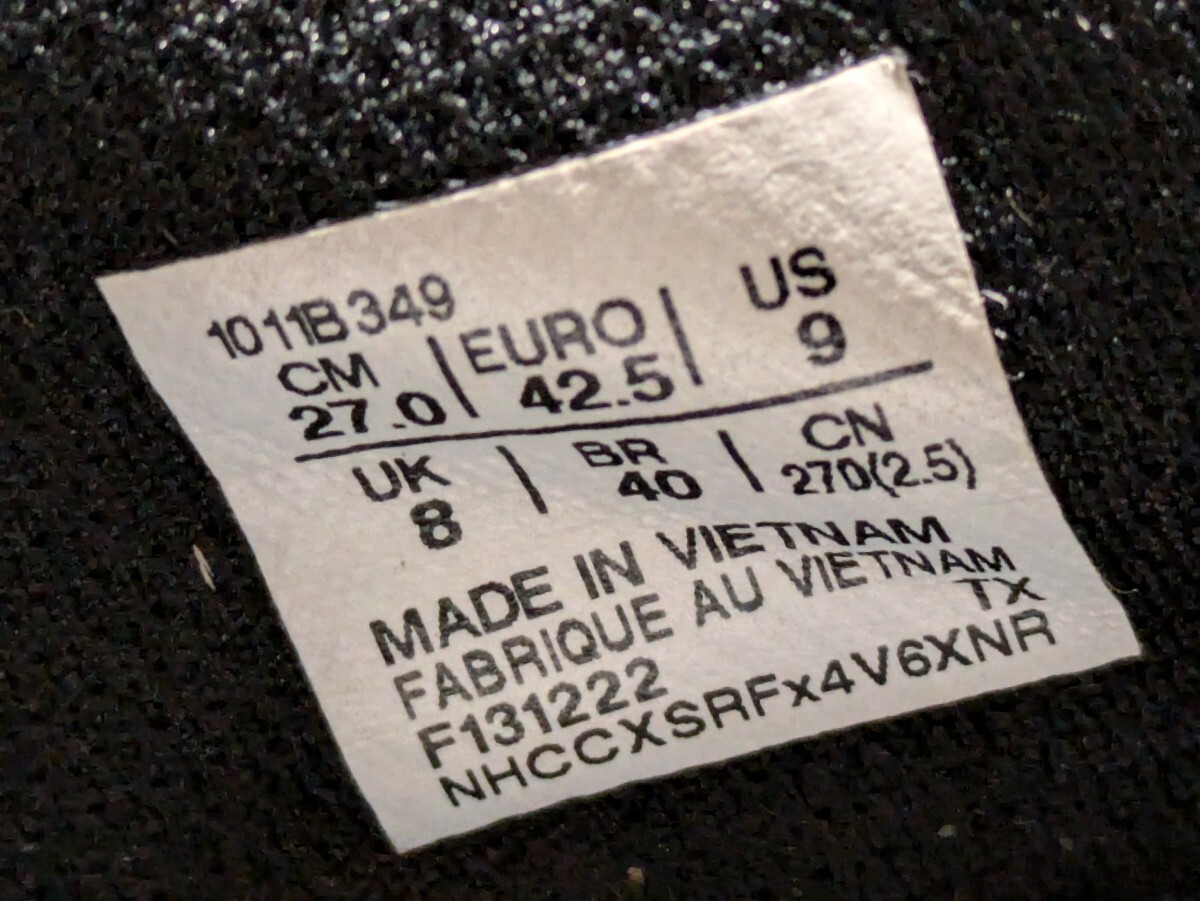 1011B349
CM | EURO | US
27.0 | 42.5 | 9
UK | BR | CN
8 | 40 | 270(2.5)
MADE IN VIETNAM
FABRIQUE AU VIETNAM
F131222 TX
NHCCXSRFx4V6XNR